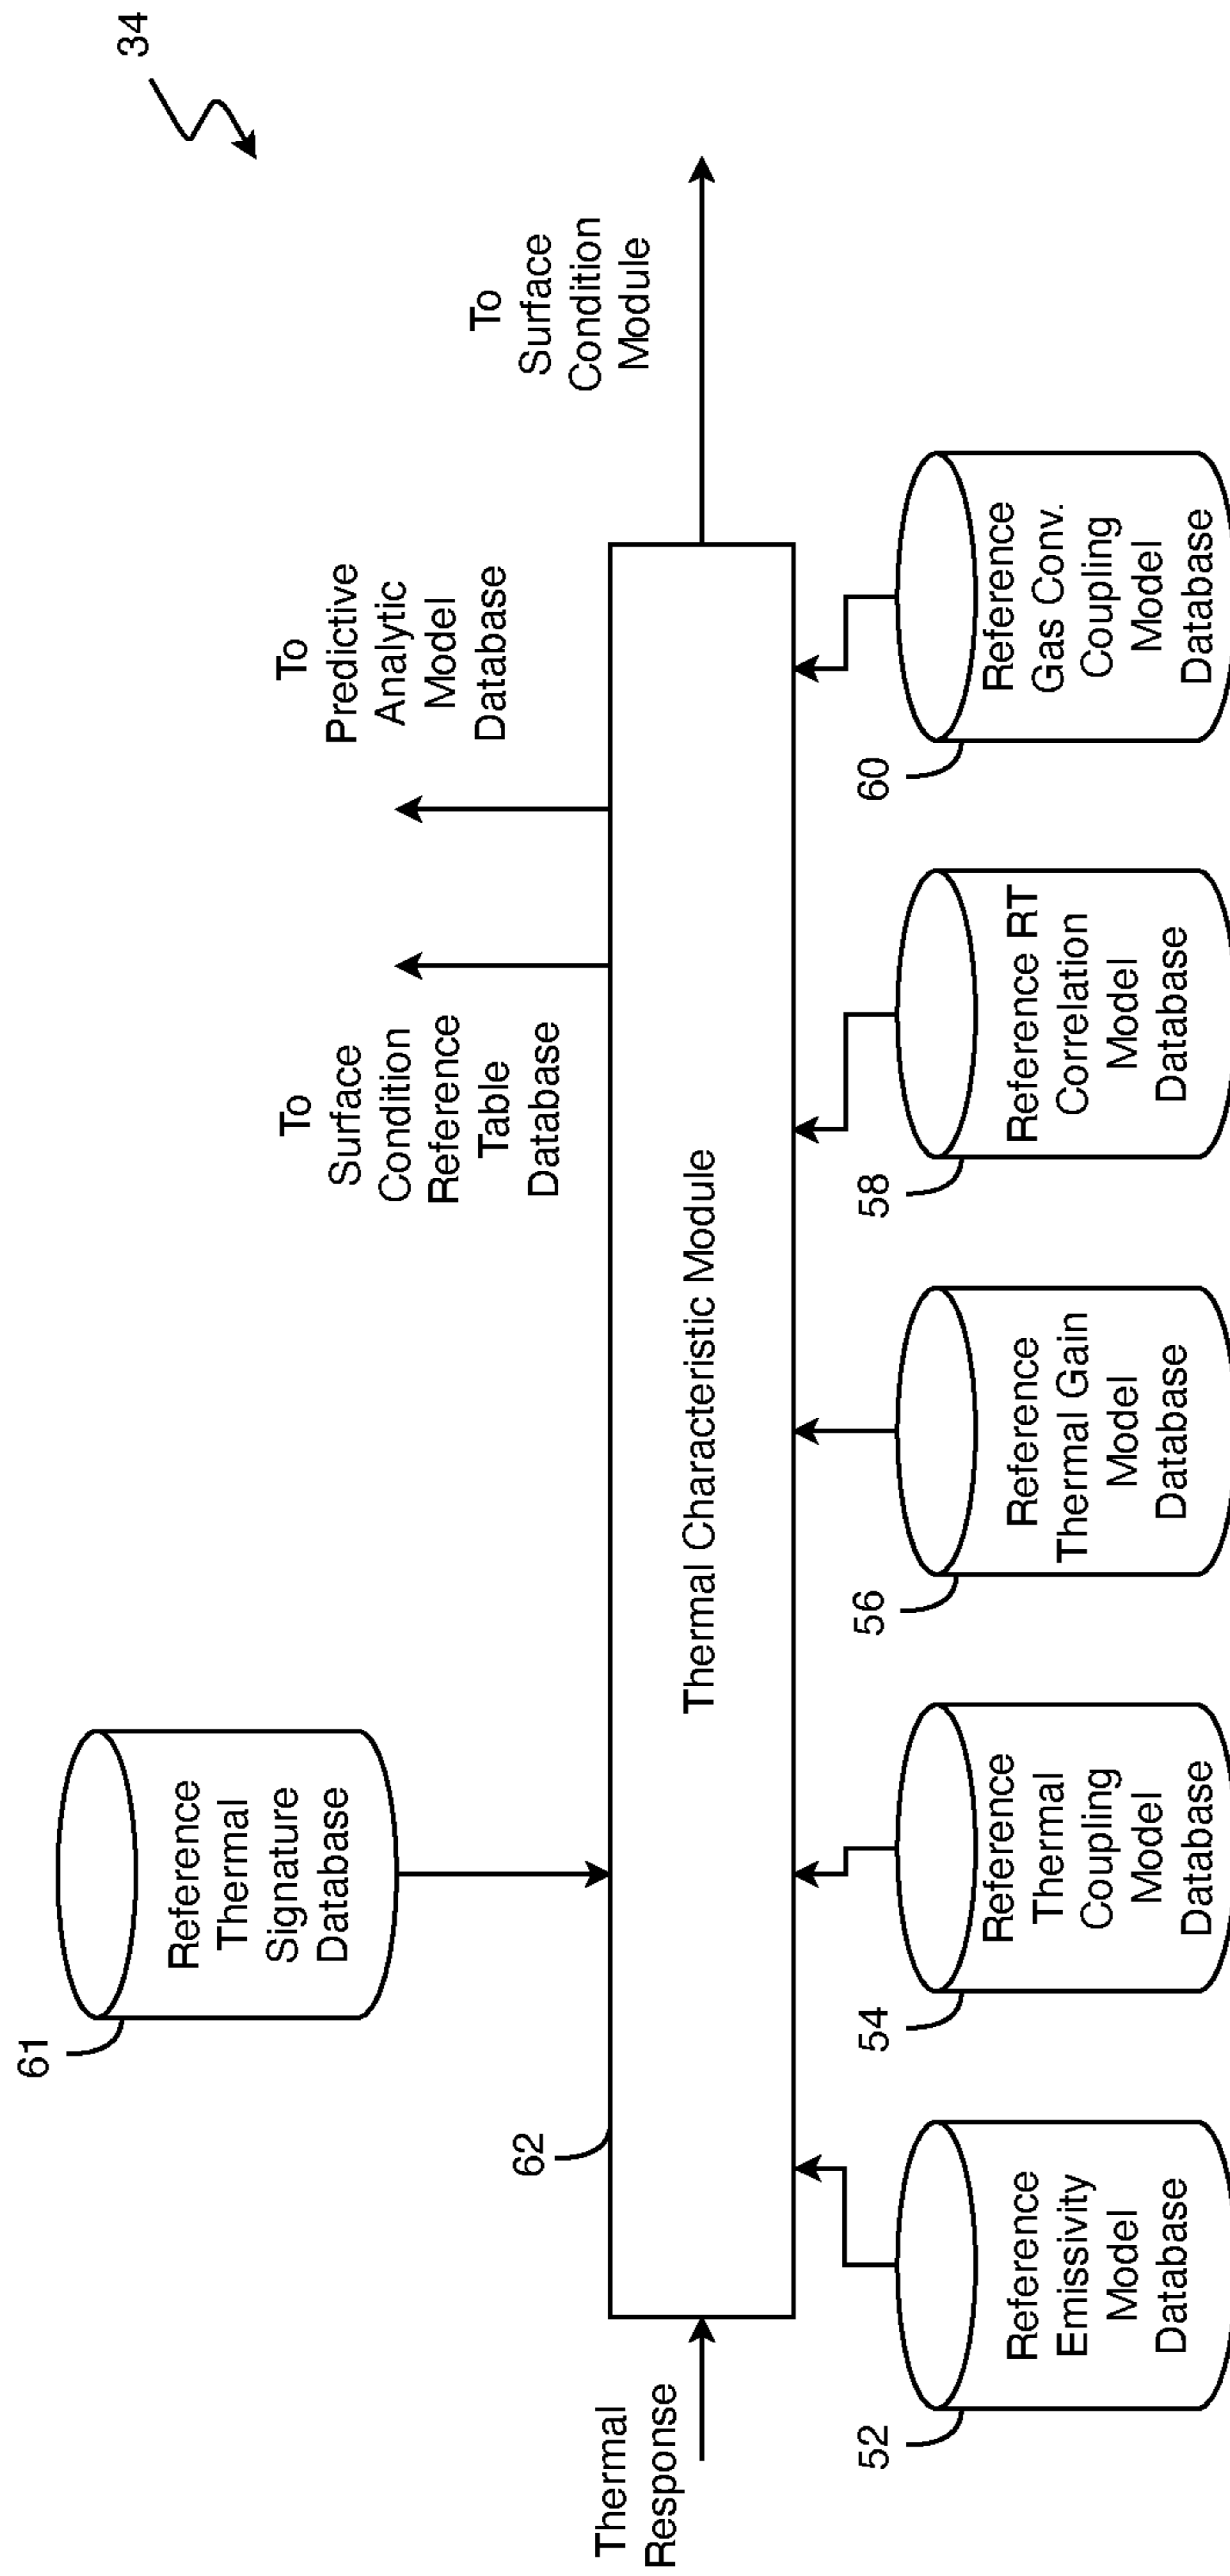 34
61
Reference
Thermal
Signature
Database
To
Surface
Condition
Reference
Table
Database
To
Predictive
Analytic
Model
Database
To
Surface
Condition
Module
62
Thermal
Response
Thermal Characteristic Module
52
Reference
Emissivity
Model
Database
54
Reference
Thermal
Coupling
Model
Database
56
Reference
Thermal Gain
Model
Database
58
Reference RT
Correlation
Model
Database
60
Reference
Gas Conv.
Coupling
Model
Database